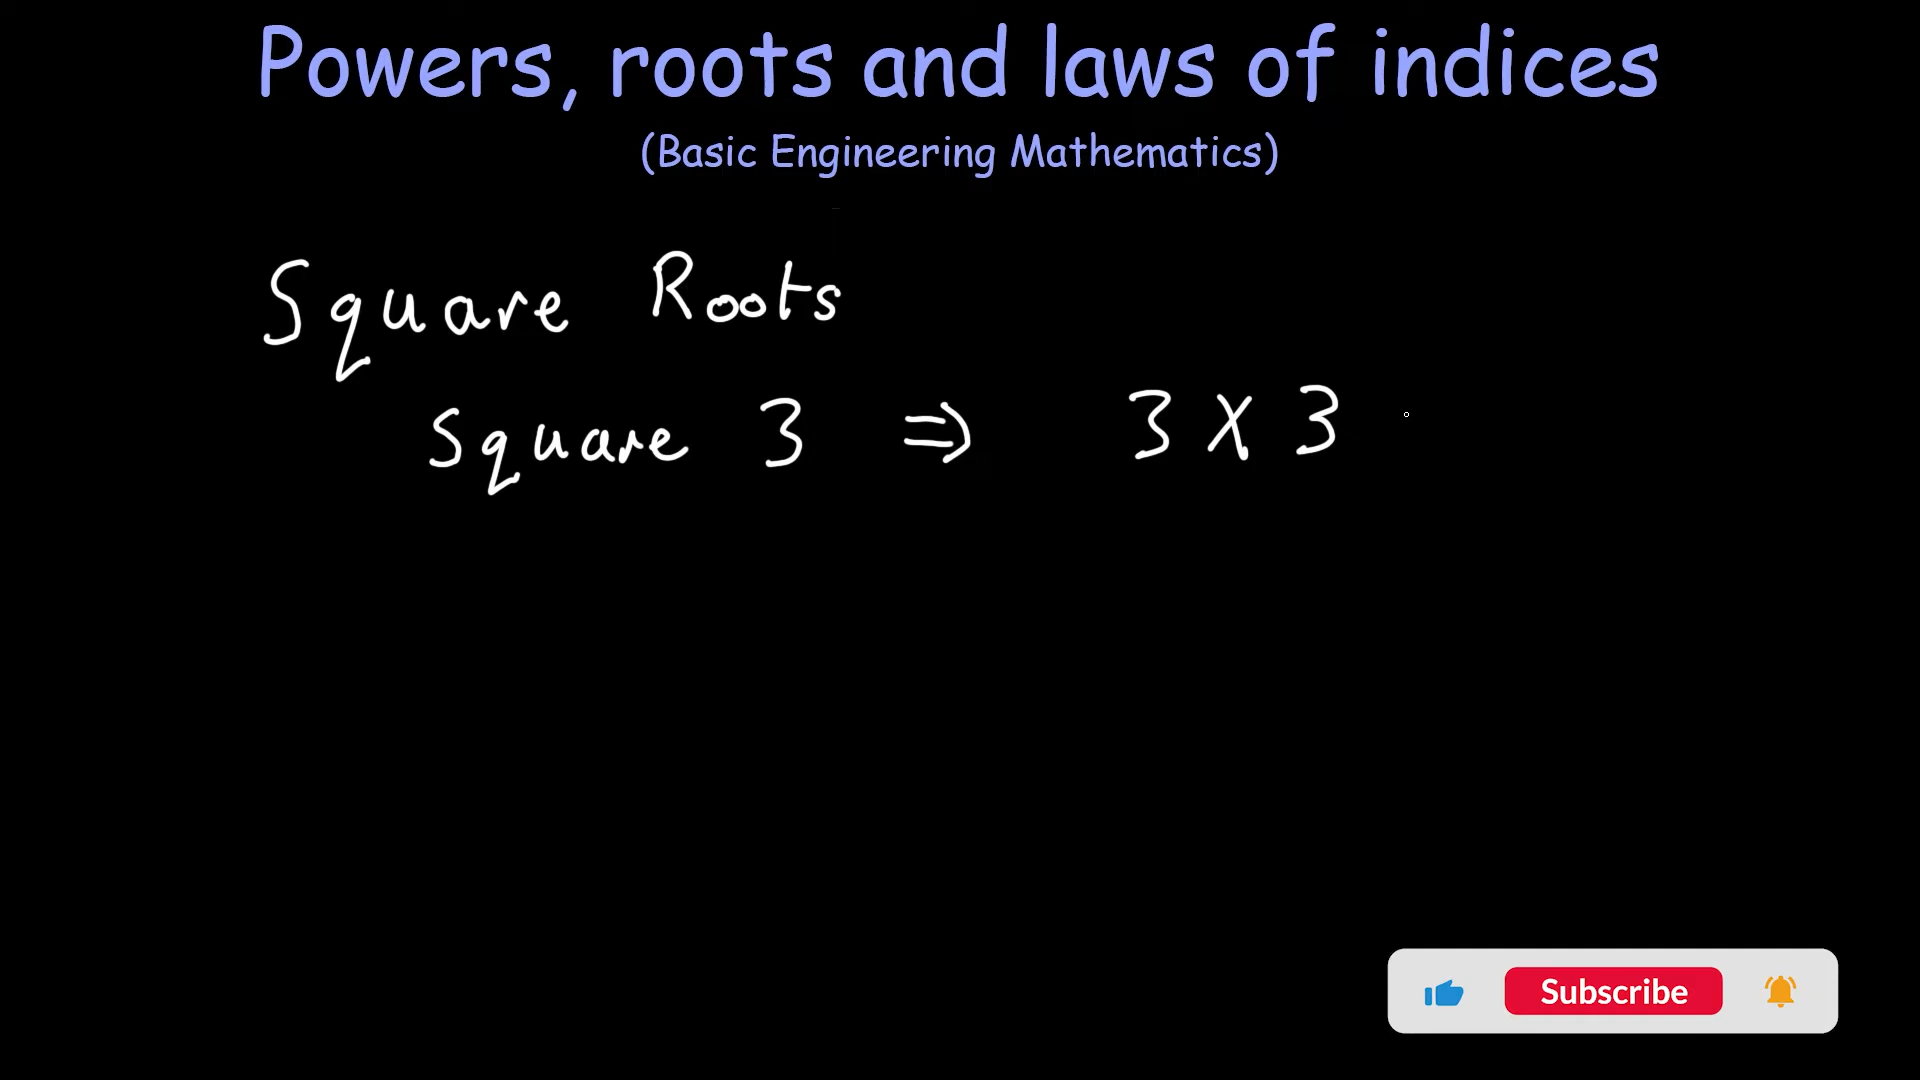 Powers, roots and laws of indices
(Basic Engineering Mathematics)
Square Roots
Square 3 ⇒ 3 X 3
Subscribe